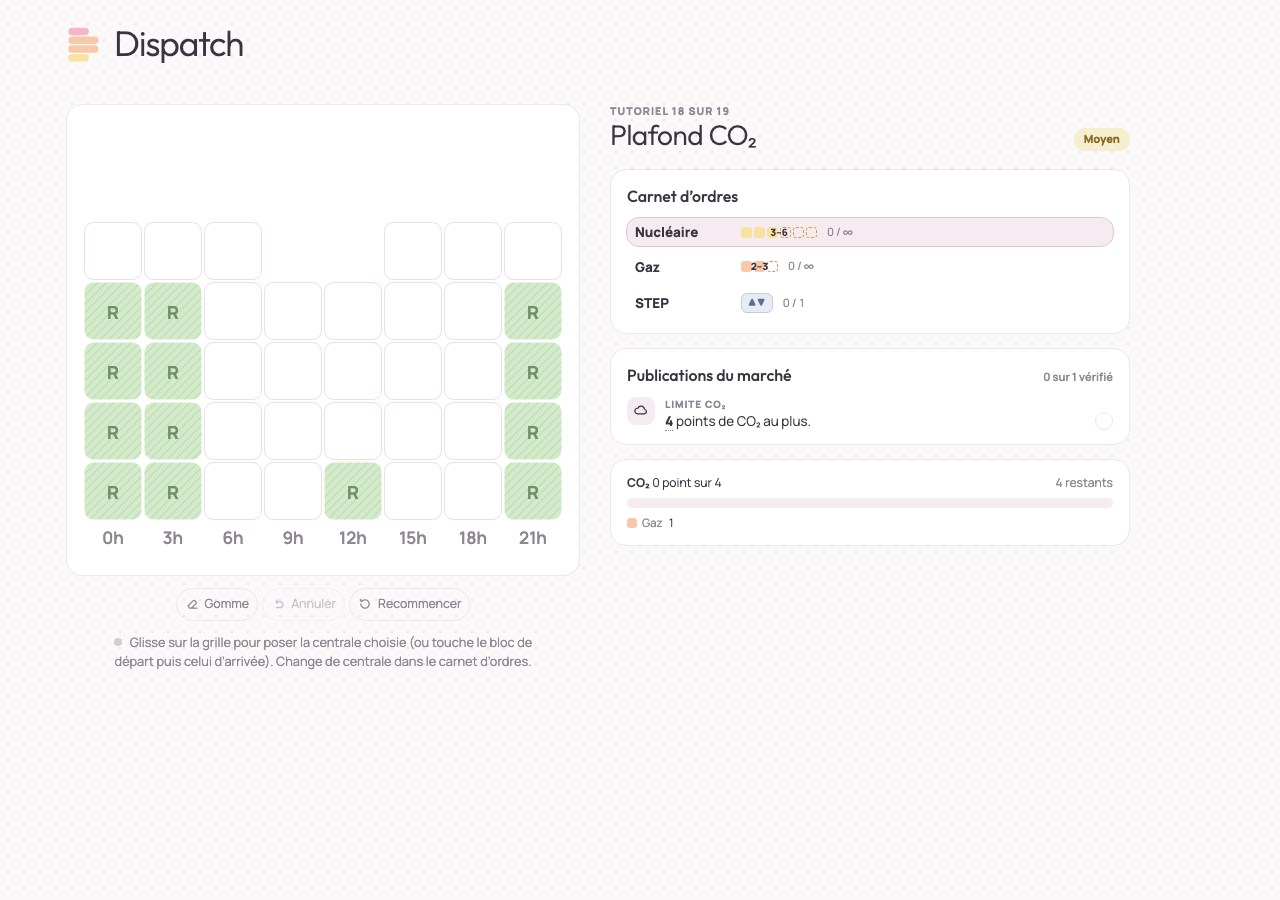 Dispatch
TUTORIEL 18 SUR 19
Plafond CO₂
Moyen
Carnet d'ordres
Nucléaire 3–6 0 / ∞
Gaz 2–3 0 / ∞
STEP ▲▼ 0 / 1
Publications du marché 0 sur 1 vérifié
LIMITE CO₂
4 points de CO₂ au plus.
CO₂ 0 point sur 4 4 restants
Gaz 1
R R R
R R R
R R R
R R R R
0h 3h 6h 9h 12h 15h 18h 21h
Gomme Annuler Recommencer
Glisse sur la grille pour poser la centrale choisie (ou touche le bloc de
départ puis celui d'arrivée). Change de centrale dans le carnet d'ordres.